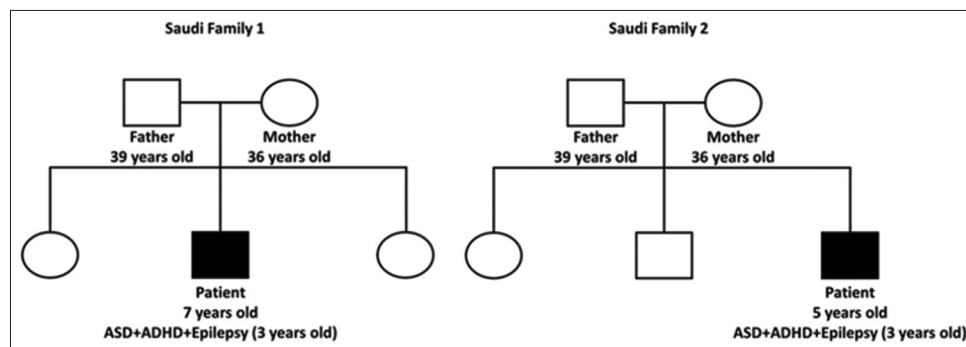 Saudi Family 1
Father
39 years old
Mother
36 years old
Patient
7 years old
ASD+ADHD+Epilepsy (3 years old)
Saudi Family 2
Father
39 years old
Mother
36 years old
Patient
5 years old
ASD+ADHD+Epilepsy (3 years old)